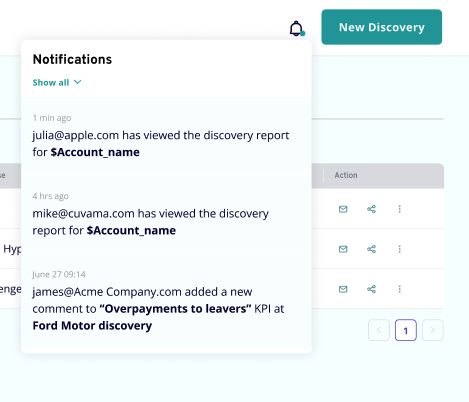 New Discovery
Notifications
Show all
1 min ago
julia@apple.com has viewed the discovery report
for $Account_name
se
Action
4 hrs ago
mike@cuvama.com has viewed the discovery
report for $Account_name
Hyp
June 27 09:14
james@Acme Company.com added a new
enge
comment to “Overpayments to leavers” KPI at
Ford Motor discovery
1